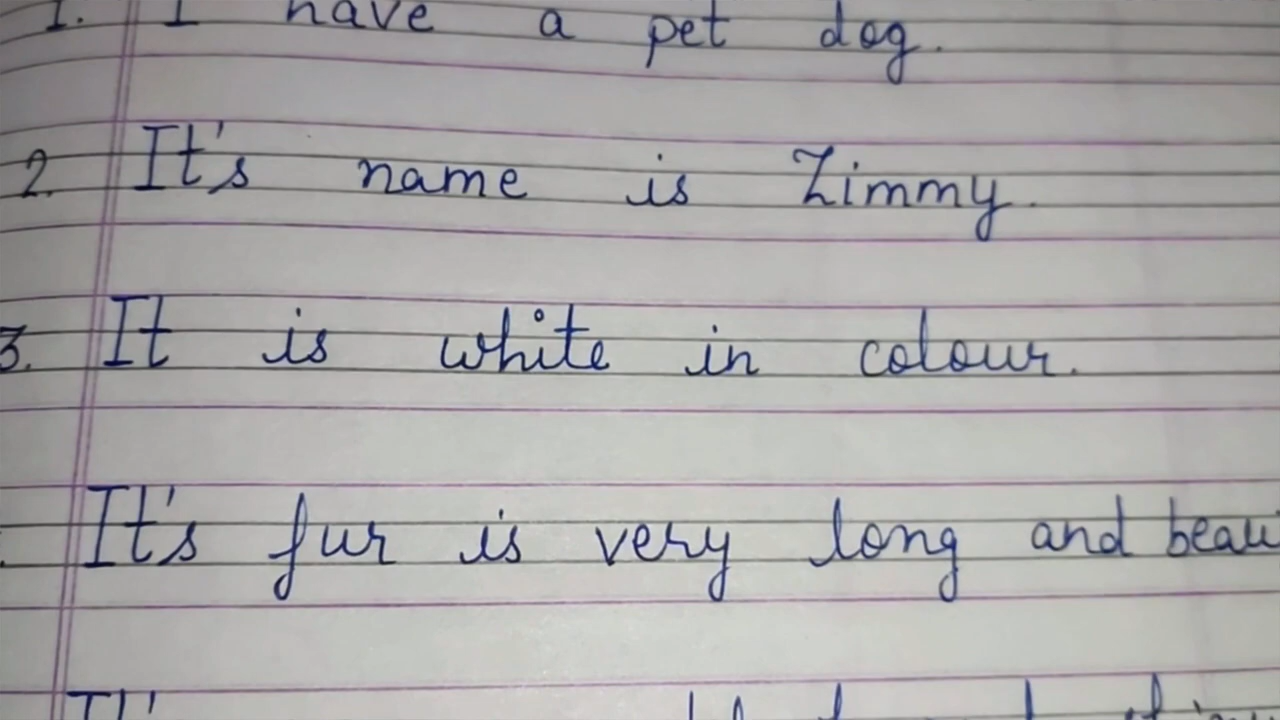 1. I have a pet dog.
2. It's name is Zimmy.
3. It is white in colour.
It's fur is very long and